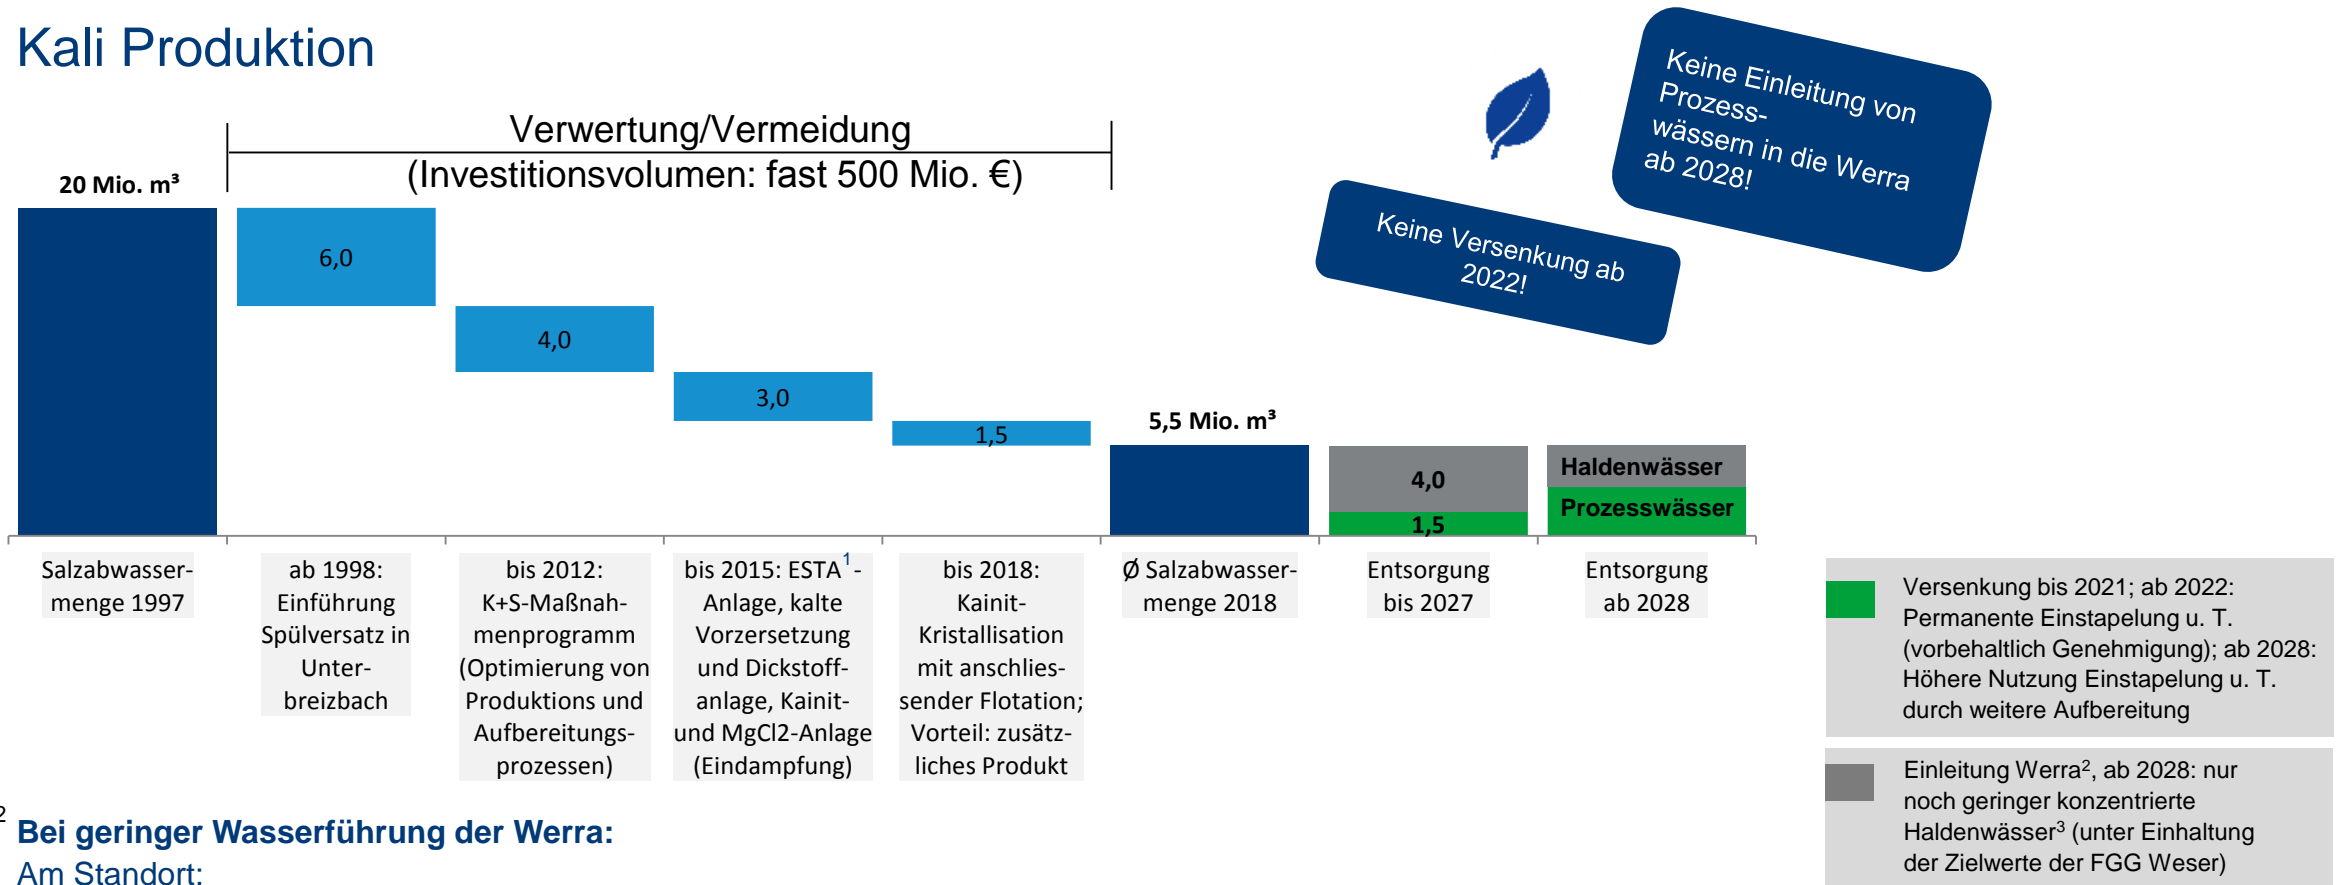 Kali Produktion
Verwertung/Vermeidung
(Investitionsvolumen: fast 500 Mio. €)
Keine Einleitung von
Prozess-
wässern in die Werra
ab 2028!
Keine Versenkung ab
2022!
20 Mio. m³
6,0
4,0
3,0
1,5
5,5 Mio. m³
4,0
1,5
Haldenwässer
Prozesswässer
Salzabwasser-
menge 1997
ab 1998:
Einführung
Spülversatz in
Unter-
breizbach
bis 2012:
K+S-Maßnah-
menprogramm
(Optimierung von
Produktions und
Aufbereitungs-
prozessen)
bis 2015: ESTA¹-
Anlage, kalte
Vorzersetzung
und Dickstoff-
anlage, Kainit-
und MgCl2-Anlage
(Eindampfung)
bis 2018:
Kainit-
Kristallisation
mit anschlies-
sender Flotation;
Vorteil: zusätz-
liches Produkt
Ø Salzabwasser-
menge 2018
Entsorgung
bis 2027
Entsorgung
ab 2028
Versenkung bis 2021; ab 2022:
Permanente Einstapelung u. T.
(vorbehaltlich Genehmigung); ab 2028:
Höhere Nutzung Einstapelung u. T.
durch weitere Aufbereitung
Einleitung Werra², ab 2028: nur
noch geringer konzentrierte
Haldenwässer³ (unter Einhaltung
der Zielwerte der FGG Weser)
² Bei geringer Wasserführung der Werra:
Am Standort: